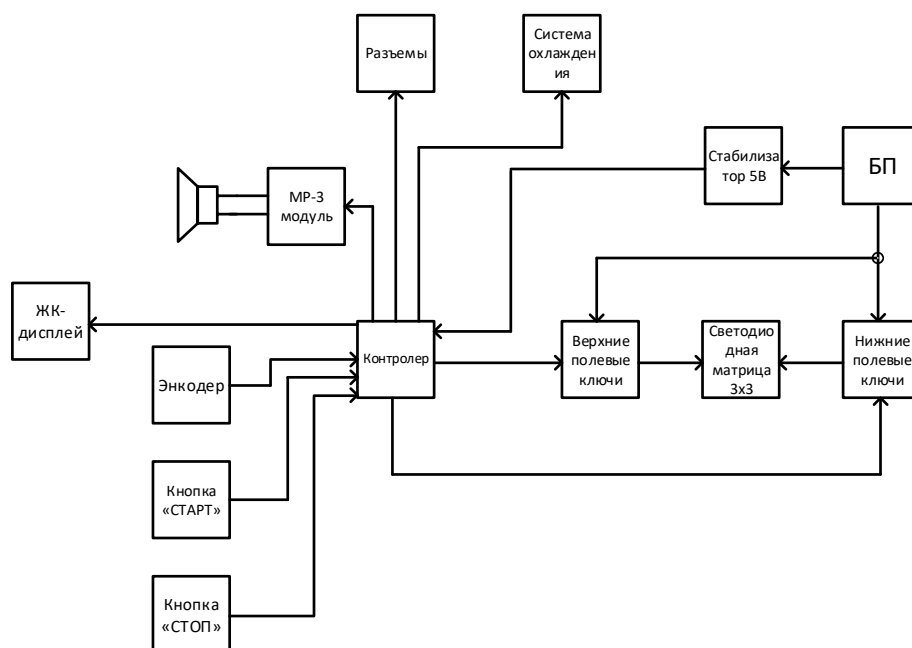 Разъемы
Система
охлажден
ия
Стабилиза
тор 5В
БП
МР-3
модуль
ЖК-
дисплей
Контролер
Верхние
полевые
ключи
Светодио
дная
матрица
3х3
Нижние
полевые
ключи
Энкодер
Кнопка
«СТАРТ»
Кнопка
«СТОП»